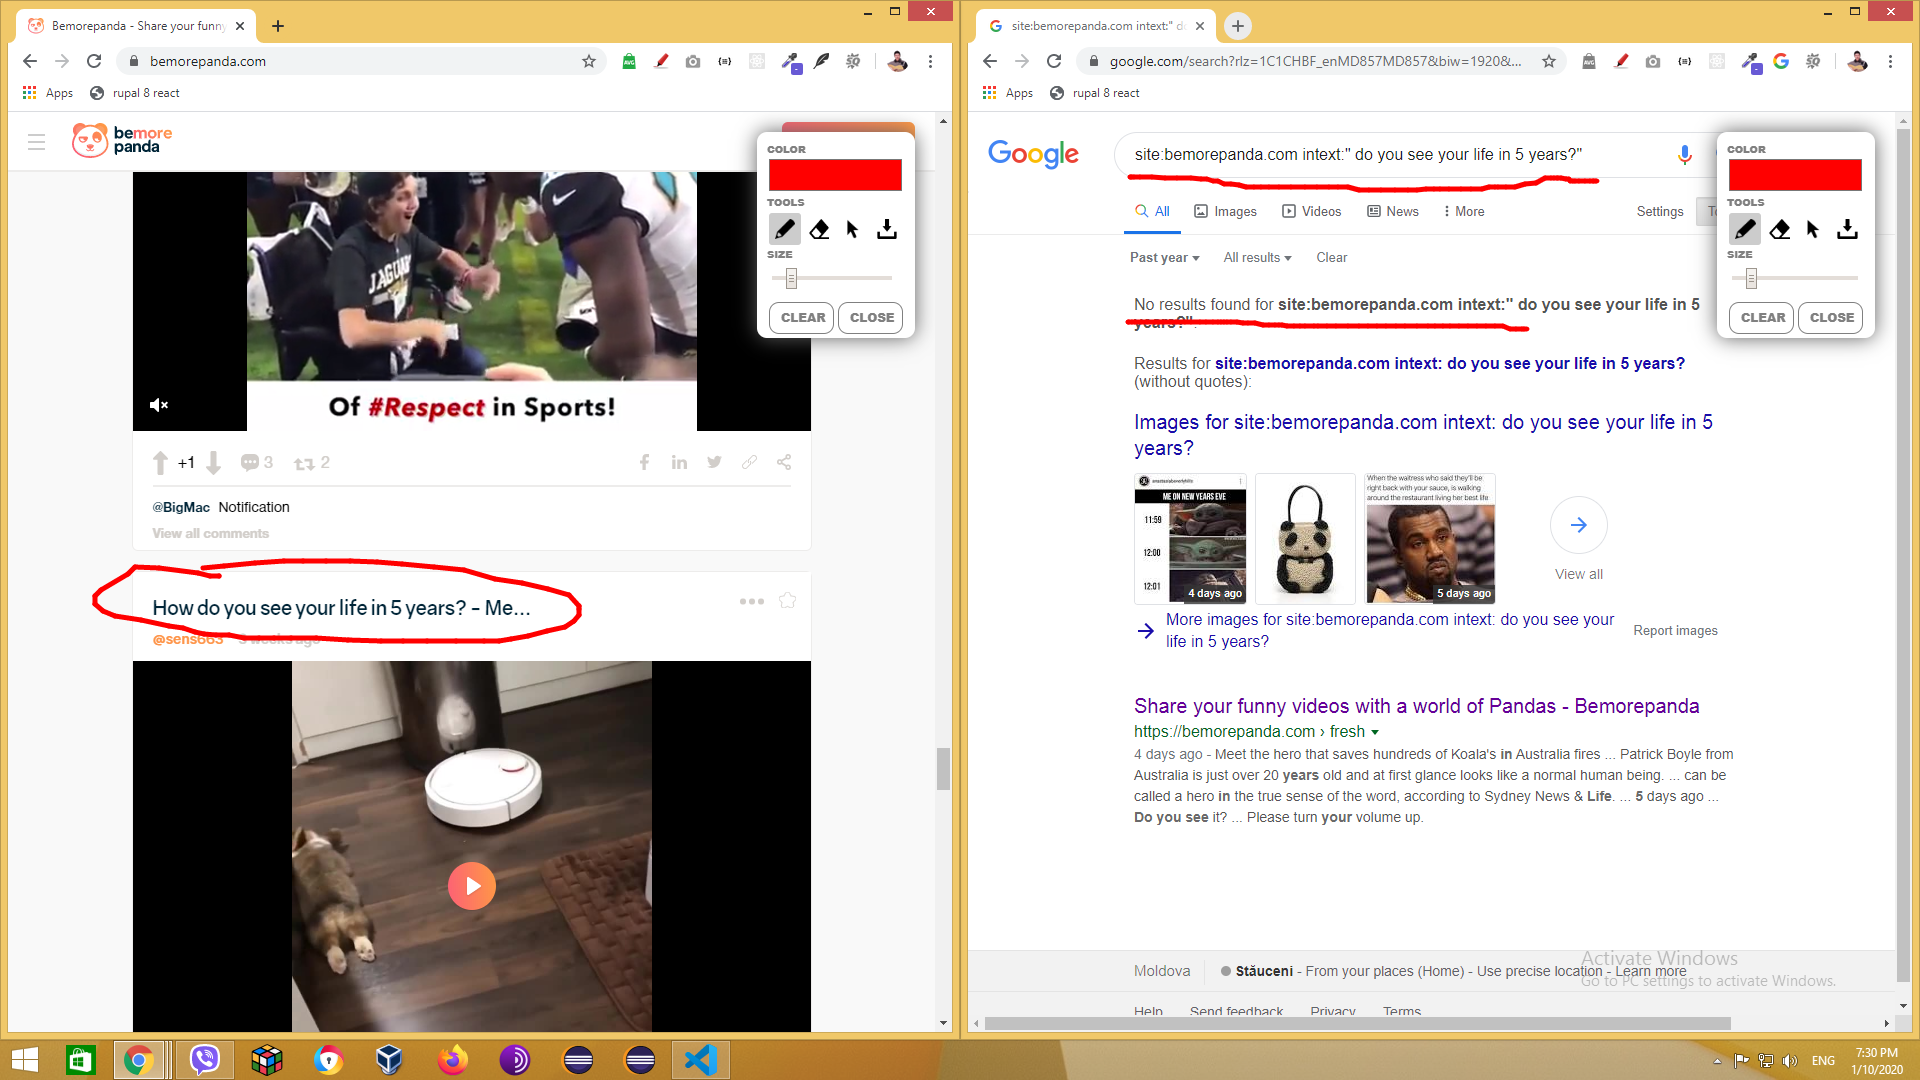 Bemorepanda - Share your funny
bemorepanda.com
Apps rupal 8 react
bemore
panda
COLOR
TOOLS
SIZE
CLEAR CLOSE
JAGUA
Of #Respect in Sports!
+1 3 2
@BigMac Notification
View all comments
How do you see your life in 5 years? - Me...
@sens663 3 weeks ago
site:bemorepanda.com intext:" do
google.com/search?rlz=1C1CHBF_enMD857MD857&biw=1920&...
Apps rupal 8 react
Google
site:bemorepanda.com intext:" do you see your life in 5 years?"
All Images Videos News More Settings
Past year All results Clear
No results found for site:bemorepanda.com intext:" do you see your life in 5
years?".
Results for site:bemorepanda.com intext: do you see your life in 5 years?
(without quotes):
Images for site:bemorepanda.com intext: do you see your life in 5
years?
ME ON NEW YEARS EVE
11:59
12:00
12:01
4 days ago
When the waitress who said they'll be
right back with your sauce, is walking
around the restaurant living her best life
5 days ago
View all
More images for site:bemorepanda.com intext: do you see your
life in 5 years?
Report images
Share your funny videos with a world of Pandas - Bemorepanda
https://bemorepanda.com › fresh
4 days ago - Meet the hero that saves hundreds of Koala's in Australia fires ... Patrick Boyle from
Australia is just over 20 years old and at first glance looks like a normal human being. ... can be
called a hero in the true sense of the word, according to Sydney News & Life. ... 5 days ago ...
Do you see it? ... Please turn your volume up.
COLOR
TOOLS
SIZE
CLEAR CLOSE
Activate Windows
Go to PC settings to activate Windows.
Moldova Stăuceni - From your places (Home) - Use precise location - Learn more
Help Send feedback Privacy Terms
ENG
7:30 PM
1/10/2020